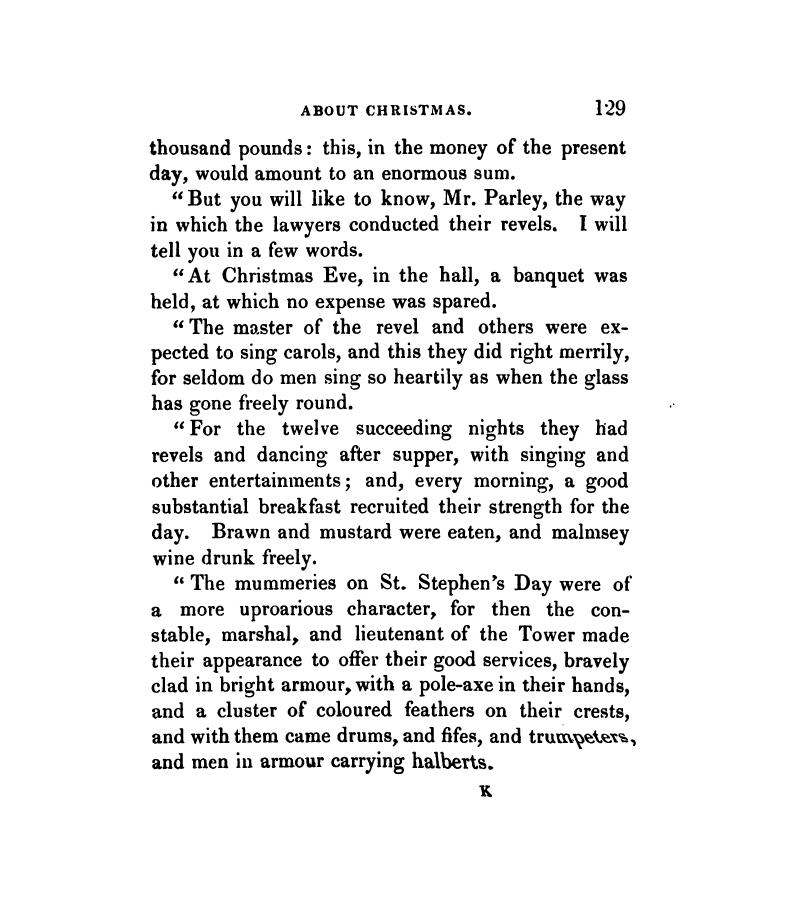 ABOUT CHRISTMAS. 129
thousand pounds: this, in the money of the present
day, would amount to an enormous sum.
"But you will like to know, Mr. Parley, the way
in which the lawyers conducted their revels. I will
tell you in a few words.
"At Christmas Eve, in the hall, a banquet was
held, at which no expense was spared.
"The master of the revel and others were ex-
pected to sing carols, and this they did right merrily,
for seldom do men sing so heartily as when the glass
has gone freely round.
"For the twelve succeeding nights they had
revels and dancing after supper, with singing and
other entertainments; and, every morning, a good
substantial breakfast recruited their strength for the
day. Brawn and mustard were eaten, and malmsey
wine drunk freely.
"The mummeries on St. Stephen's Day were of
a more uproarious character, for then the con-
stable, marshal, and lieutenant of the Tower made
their appearance to offer their good services, bravely
clad in bright armour, with a pole-axe in their hands,
and a cluster of coloured feathers on their crests,
and with them came drums, and fifes, and trumpeters,
and men in armour carrying halberts.
K